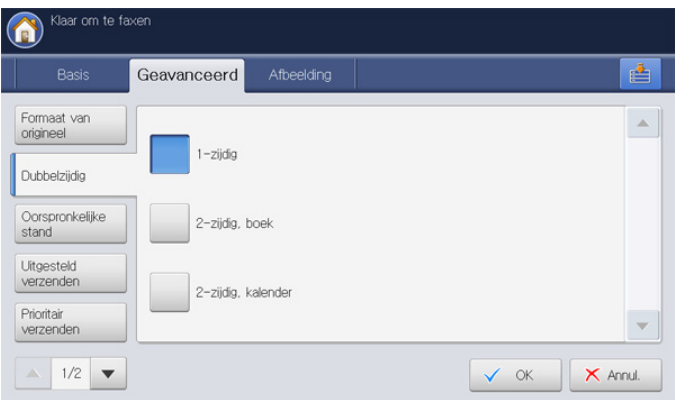 Klaar om te faxen
Basis
Geavanceerd
Afbeelding
Formaat van
origineel
Dubbelzijdig
Oorspronkelijke
stand
Uitgesteld
verzenden
Prioritair
verzenden
1/2
1-zijdig
2-zijdig, boek
2-zijdig, kalender
OK
Annul.